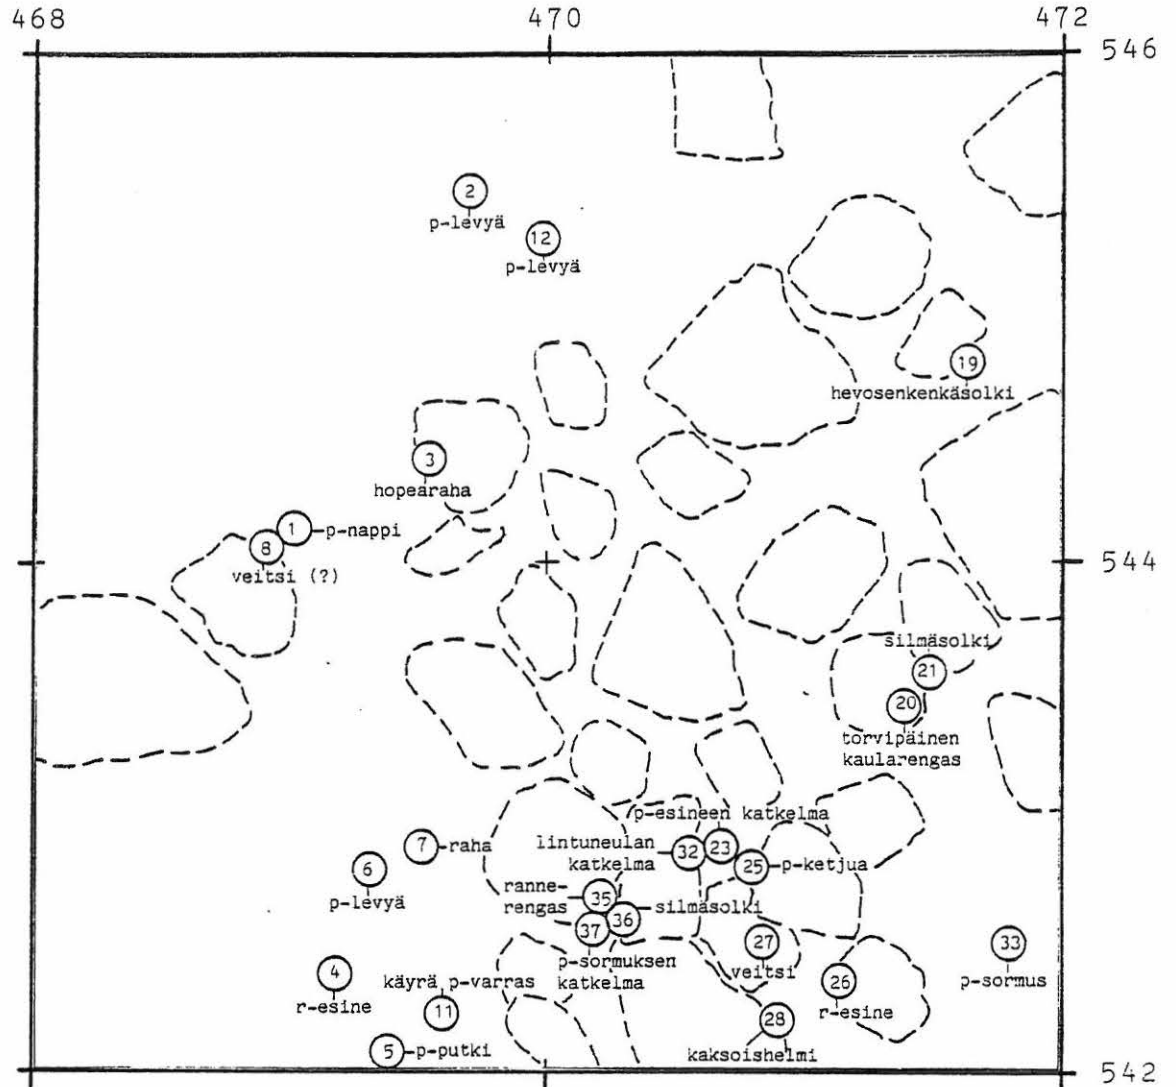 468 470 472
546
2
p-levyä
12
p-levyä
19
hevosenkenkäsolki
3
hopearaha
1 p-nappi
8
veitsi (?)
544
silmäsolki
21
20
torvipäinen
kaularengas
p-esineen katkelma
7 raha
lintuneulan
katkelma
32 23
25 p-ketjua
6
p-levyä
ranne-
rengas
35
silmäsolki
36
37
p-sormuksen
katkelma
27
veitsi
33
p-sormus
4
r-esine
käyrä p-varras
11
26
r-esine
28
kaksoishelmi
5 p-putki
542